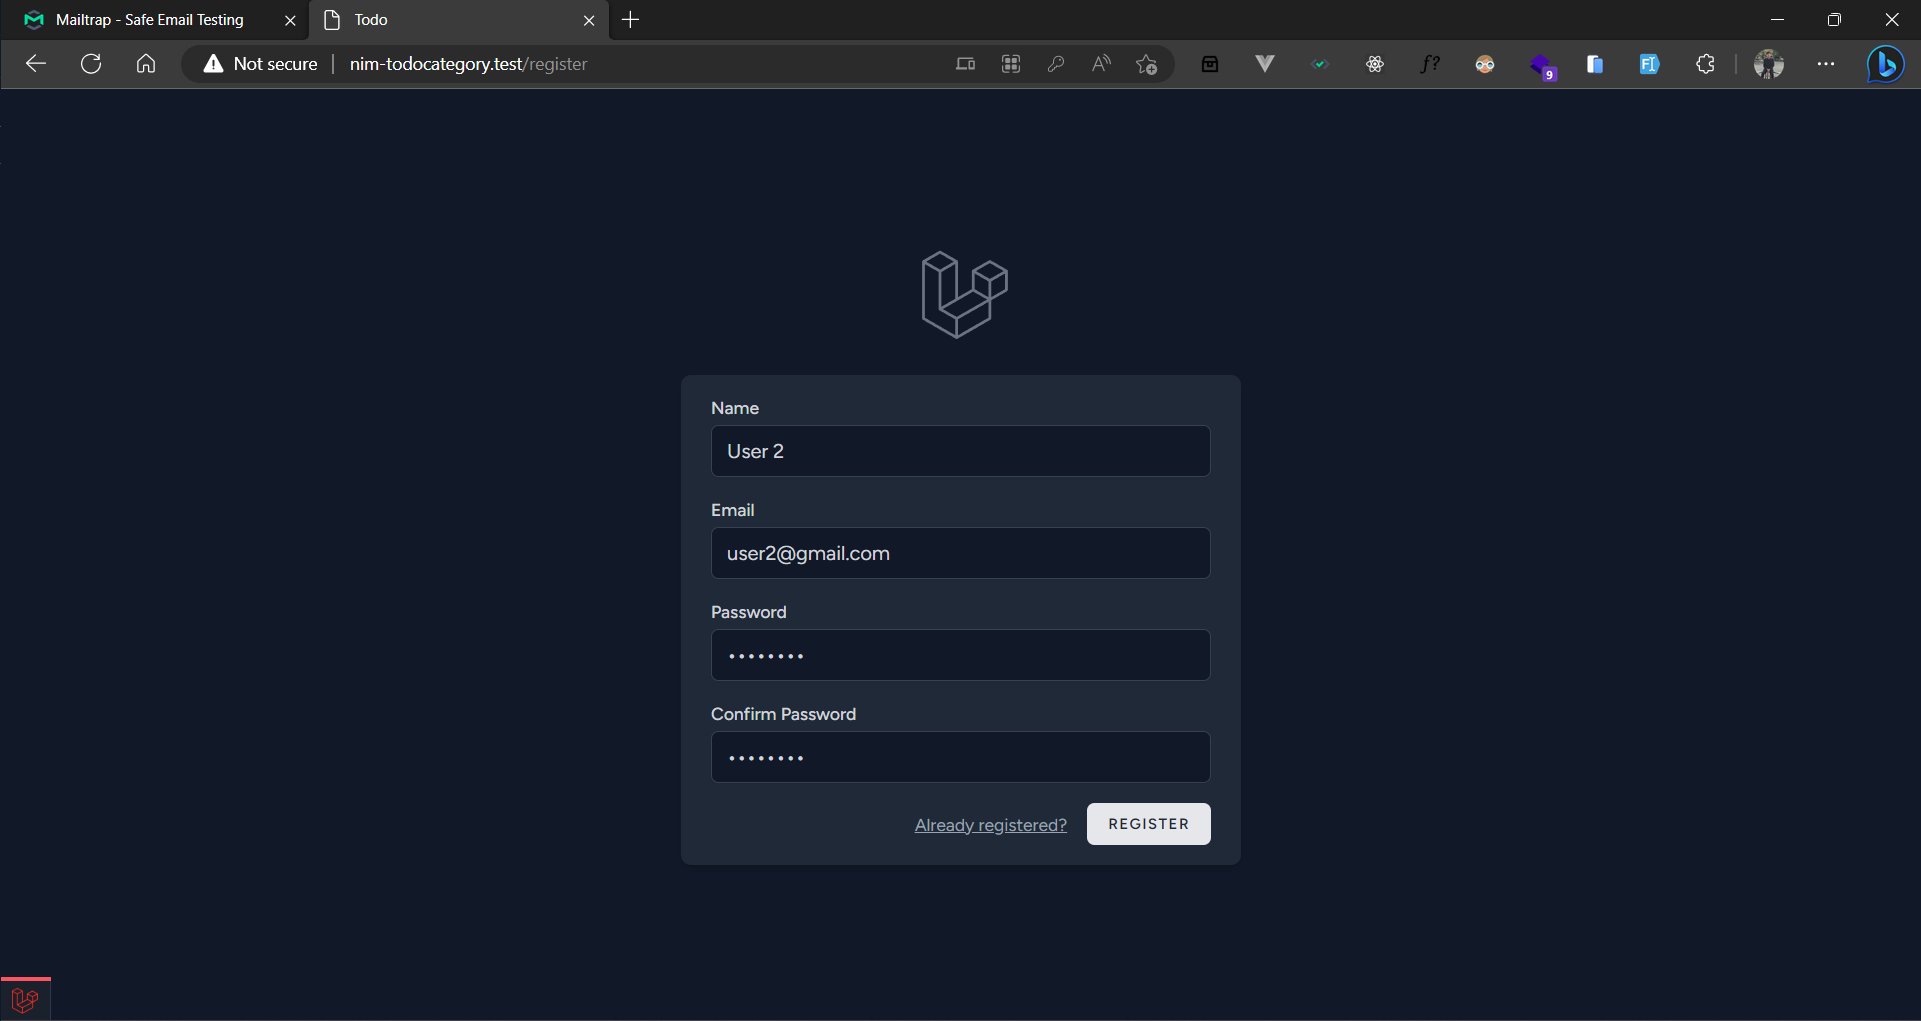 Mailtrap - Safe Email Testing
Todo
Not secure
nim-todocategory.test/register
A
f?
9
FI
Name
User 2
Email
user2@gmail.com
Password
••••••••
Confirm Password
••••••••
Already registered?
REGISTER